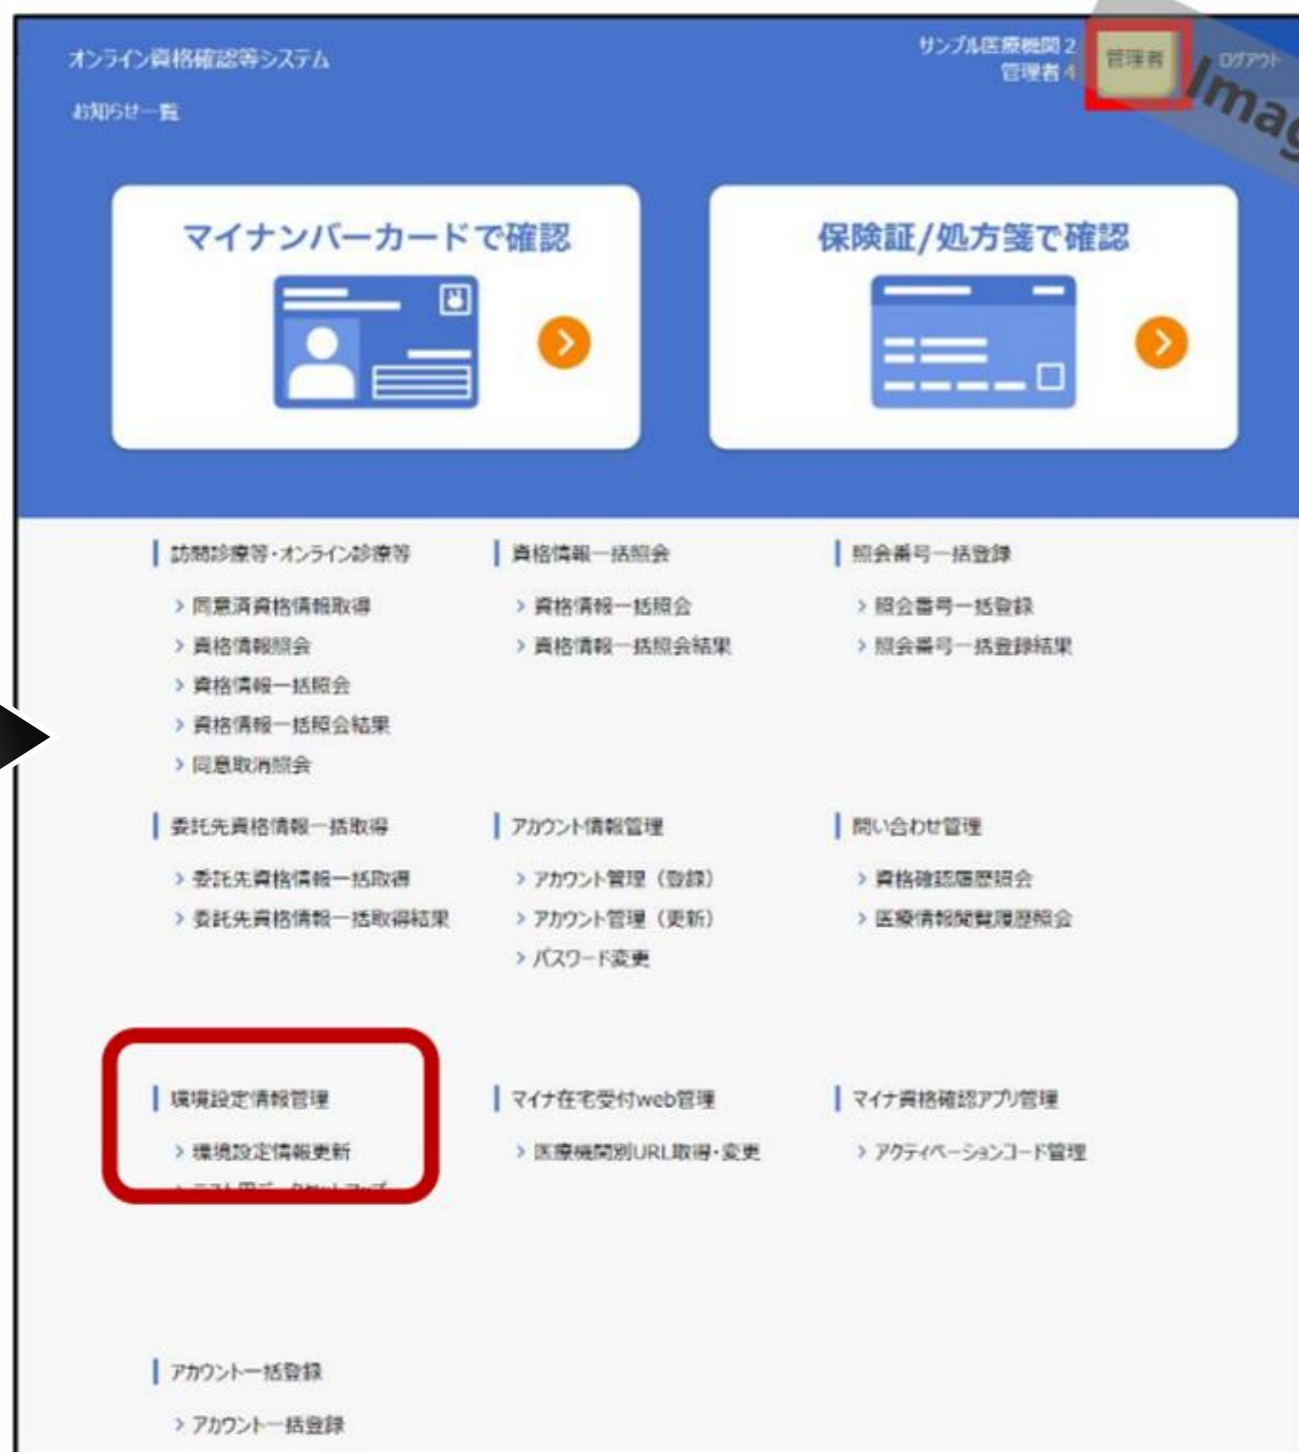 オンライン資格確認等システム
サンプル医療機関2
管理者4
管理者
ログアウト
お知らせ一覧
マイナンバーカードで確認
保険証/処方箋で確認
訪問診療等・オンライン診療等
> 同意済資格情報取得
> 資格情報照会
> 資格情報一括照会
> 資格情報一括照会結果
> 同意取消照会
資格情報一括照会
> 資格情報一括照会
> 資格情報一括照会結果
照会番号一括登録
> 照会番号一括登録
> 照会番号一括登録結果
委託先資格情報一括取得
> 委託先資格情報一括取得
> 委託先資格情報一括取得結果
アカウント情報管理
> アカウント管理（登録）
> アカウント管理（更新）
> パスワード変更
問い合わせ管理
> 資格確認履歴照会
> 医療情報閲覧履歴照会
環境設定情報管理
> 環境設定情報更新
マイナ在宅受付web管理
> 医療機関別URL取得・変更
マイナ資格確認アプリ管理
> アクティベーションコード管理
アカウント一括登録
> アカウント一括登録